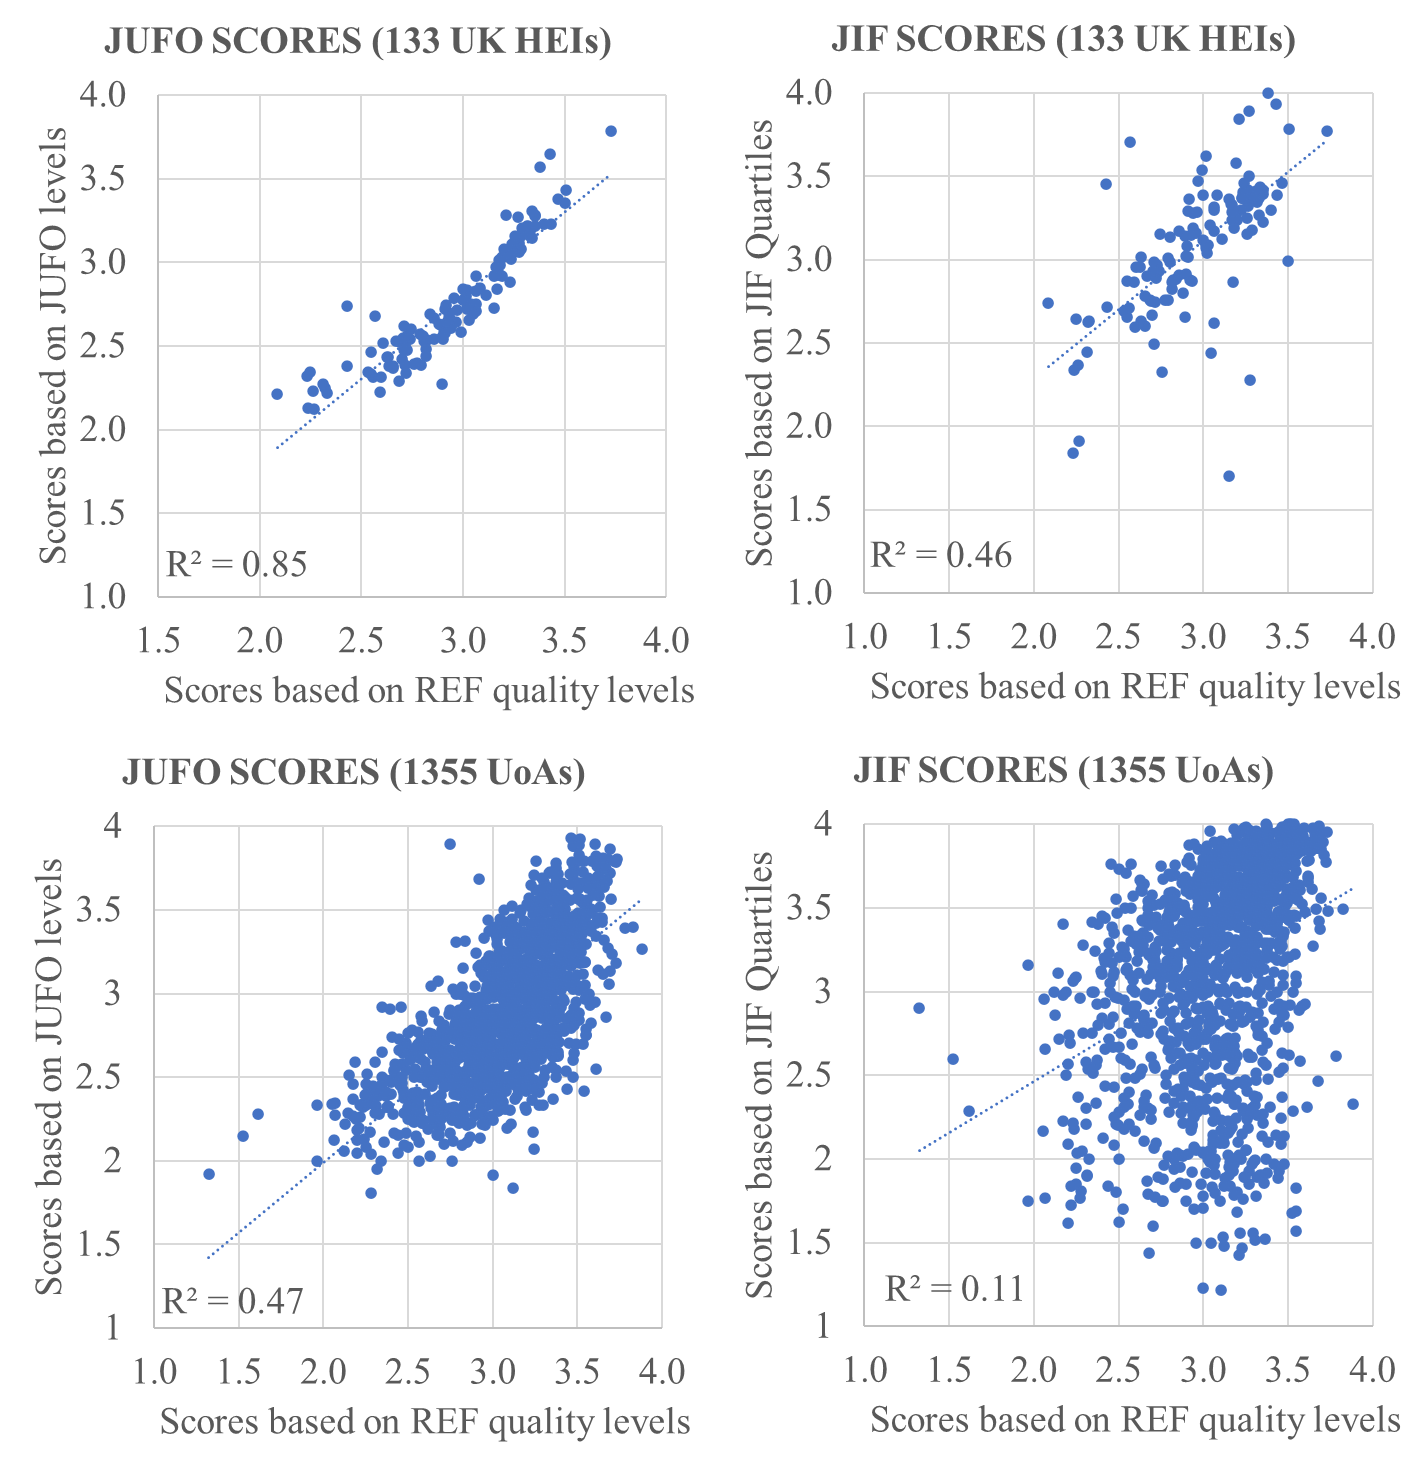 JUFO SCORES (133 UK HEIs)
4.0
3.5
3.0
2.5
2.0
1.5
1.0
Scores based on JUFO levels
R² = 0.85
1.5 2.0 2.5 3.0 3.5 4.0
Scores based on REF quality levels
JIF SCORES (133 UK HEIs)
4.0
3.5
3.0
2.5
2.0
1.5
1.0
Scores based on JIF Quartiles
R² = 0.46
1.0 1.5 2.0 2.5 3.0 3.5 4.0
Scores based on REF quality levels
JUFO SCORES (1355 UoAs)
4
3.5
3
2.5
2
1.5
1
Scores based on JUFO levels
R² = 0.47
1.0 1.5 2.0 2.5 3.0 3.5 4.0
Scores based on REF quality levels
JIF SCORES (1355 UoAs)
4
3.5
3
2.5
2
1.5
1
Scores based on JIF Quartiles
R² = 0.11
1.0 1.5 2.0 2.5 3.0 3.5 4.0
Scores based on REF quality levels